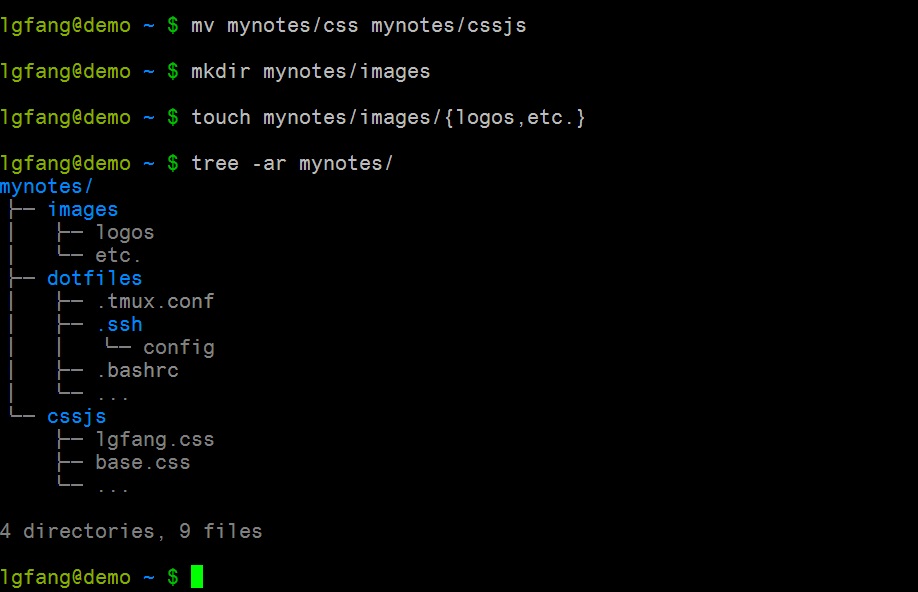 lgfang@demo ~ $ mv mynotes/css mynotes/cssjs
lgfang@demo ~ $ mkdir mynotes/images
lgfang@demo ~ $ touch mynotes/images/{logos,etc.}
lgfang@demo ~ $ tree -ar mynotes/
mynotes/
├── images
│   ├── logos
│   └── etc.
├── dotfiles
│   ├── .tmux.conf
│   ├── .ssh
│   │   └── config
│   ├── .bashrc
│   └── ...
└── cssjs
    ├── lgfang.css
    ├── base.css
    └── ...
4 directories, 9 files
lgfang@demo ~ $